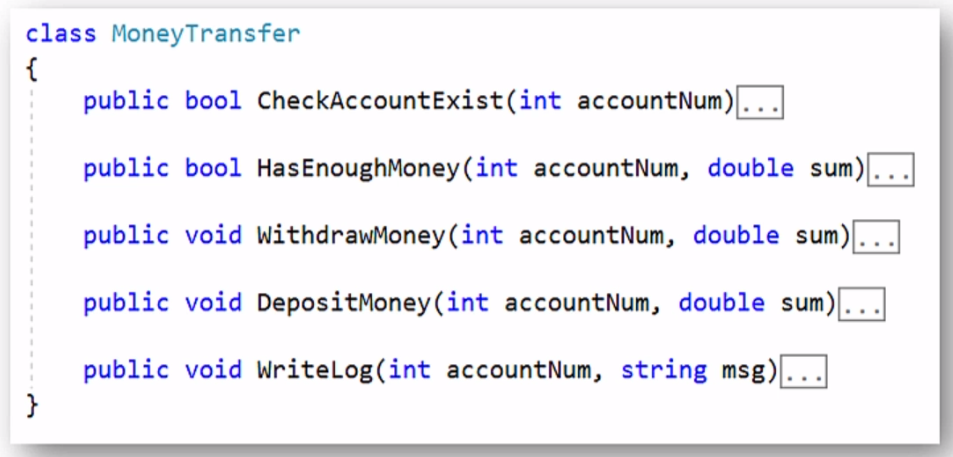 class MoneyTransfer
{
public bool CheckAccountExist(int accountNum)...
public bool HasEnoughMoney(int accountNum, double sum)...
public void WithdrawMoney(int accountNum, double sum)...
public void DepositMoney(int accountNum, double sum)...
public void WriteLog(int accountNum, string msg)...
}